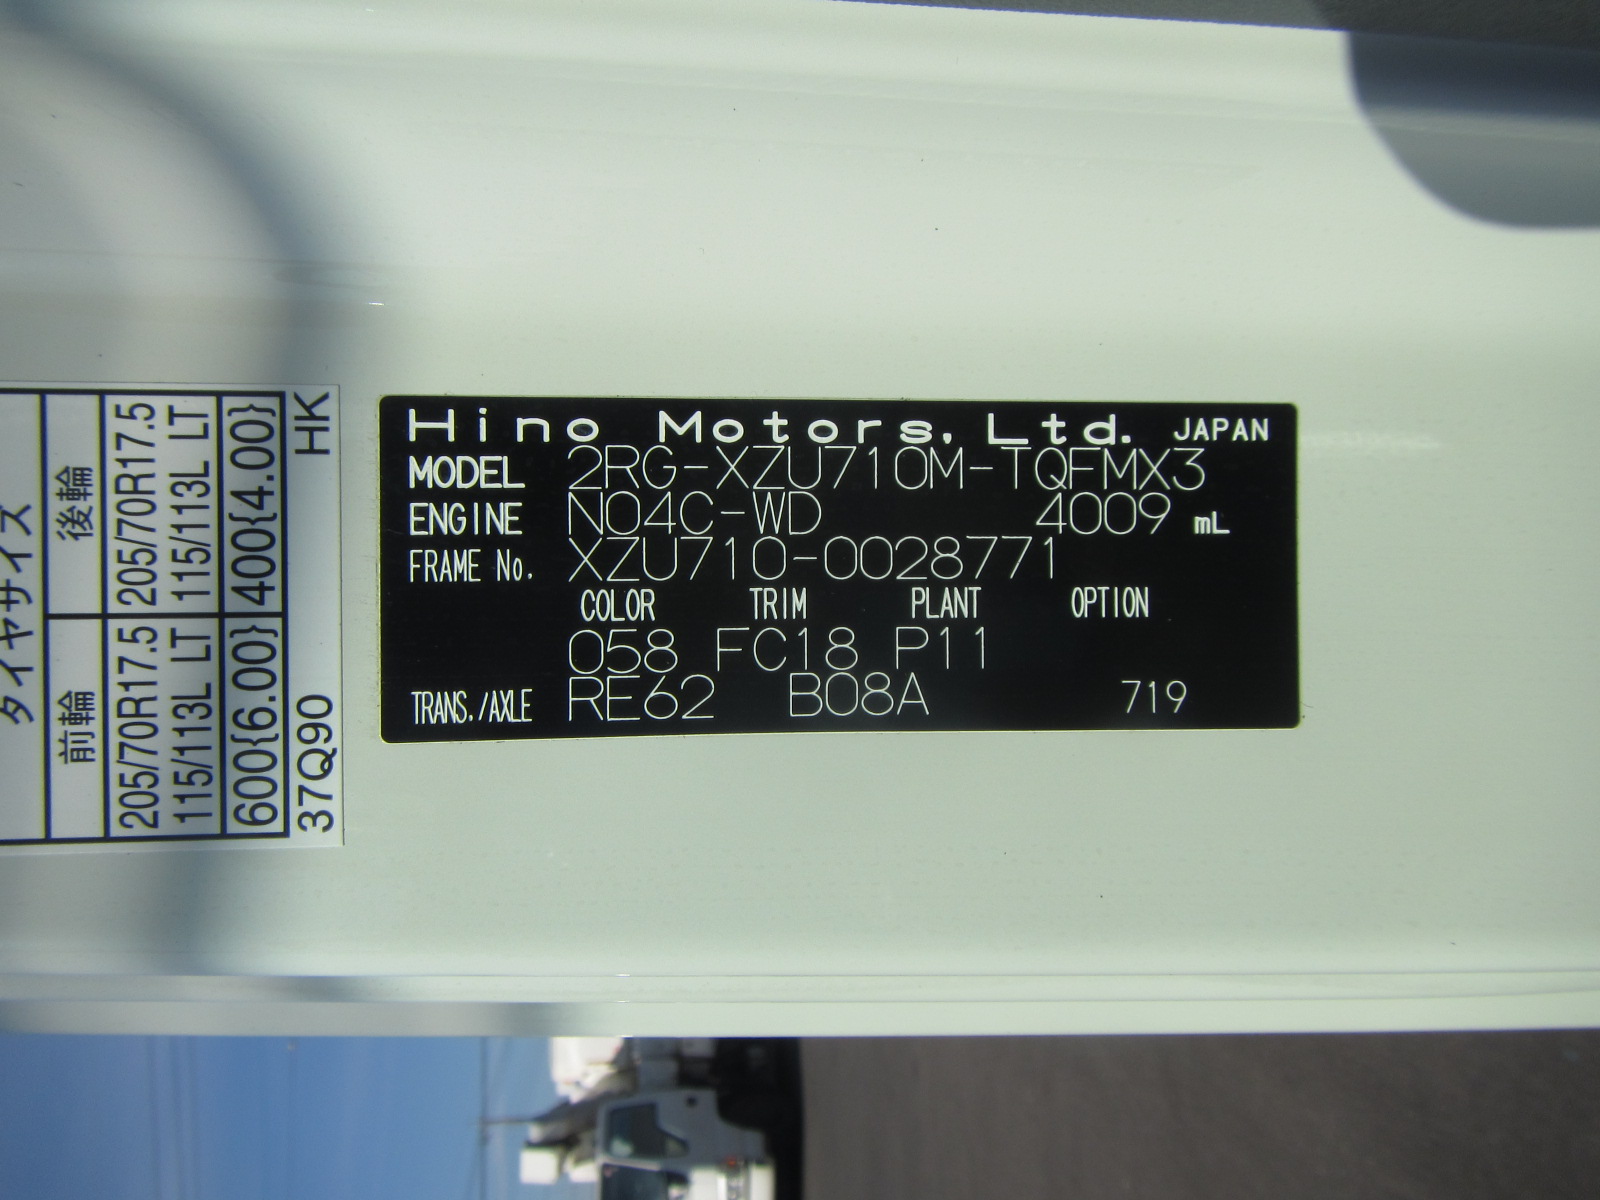 Hino Motors, Ltd. JAPAN
MODEL 2RG-XZU710M-TQFMX3
ENGINE N04C-WD 4009 mL
FRAME No. XZU710-0028771
COLOR TRIM PLANT OPTION
058 FC18 P11
TRANS./AXLE RE62 B08A 719
タイヤサイズ
前輪 後輪
205/70R17.5 205/70R17.5
115/113L LT 115/113L LT
600{6.00} 400{4.00}
37Q90 HK